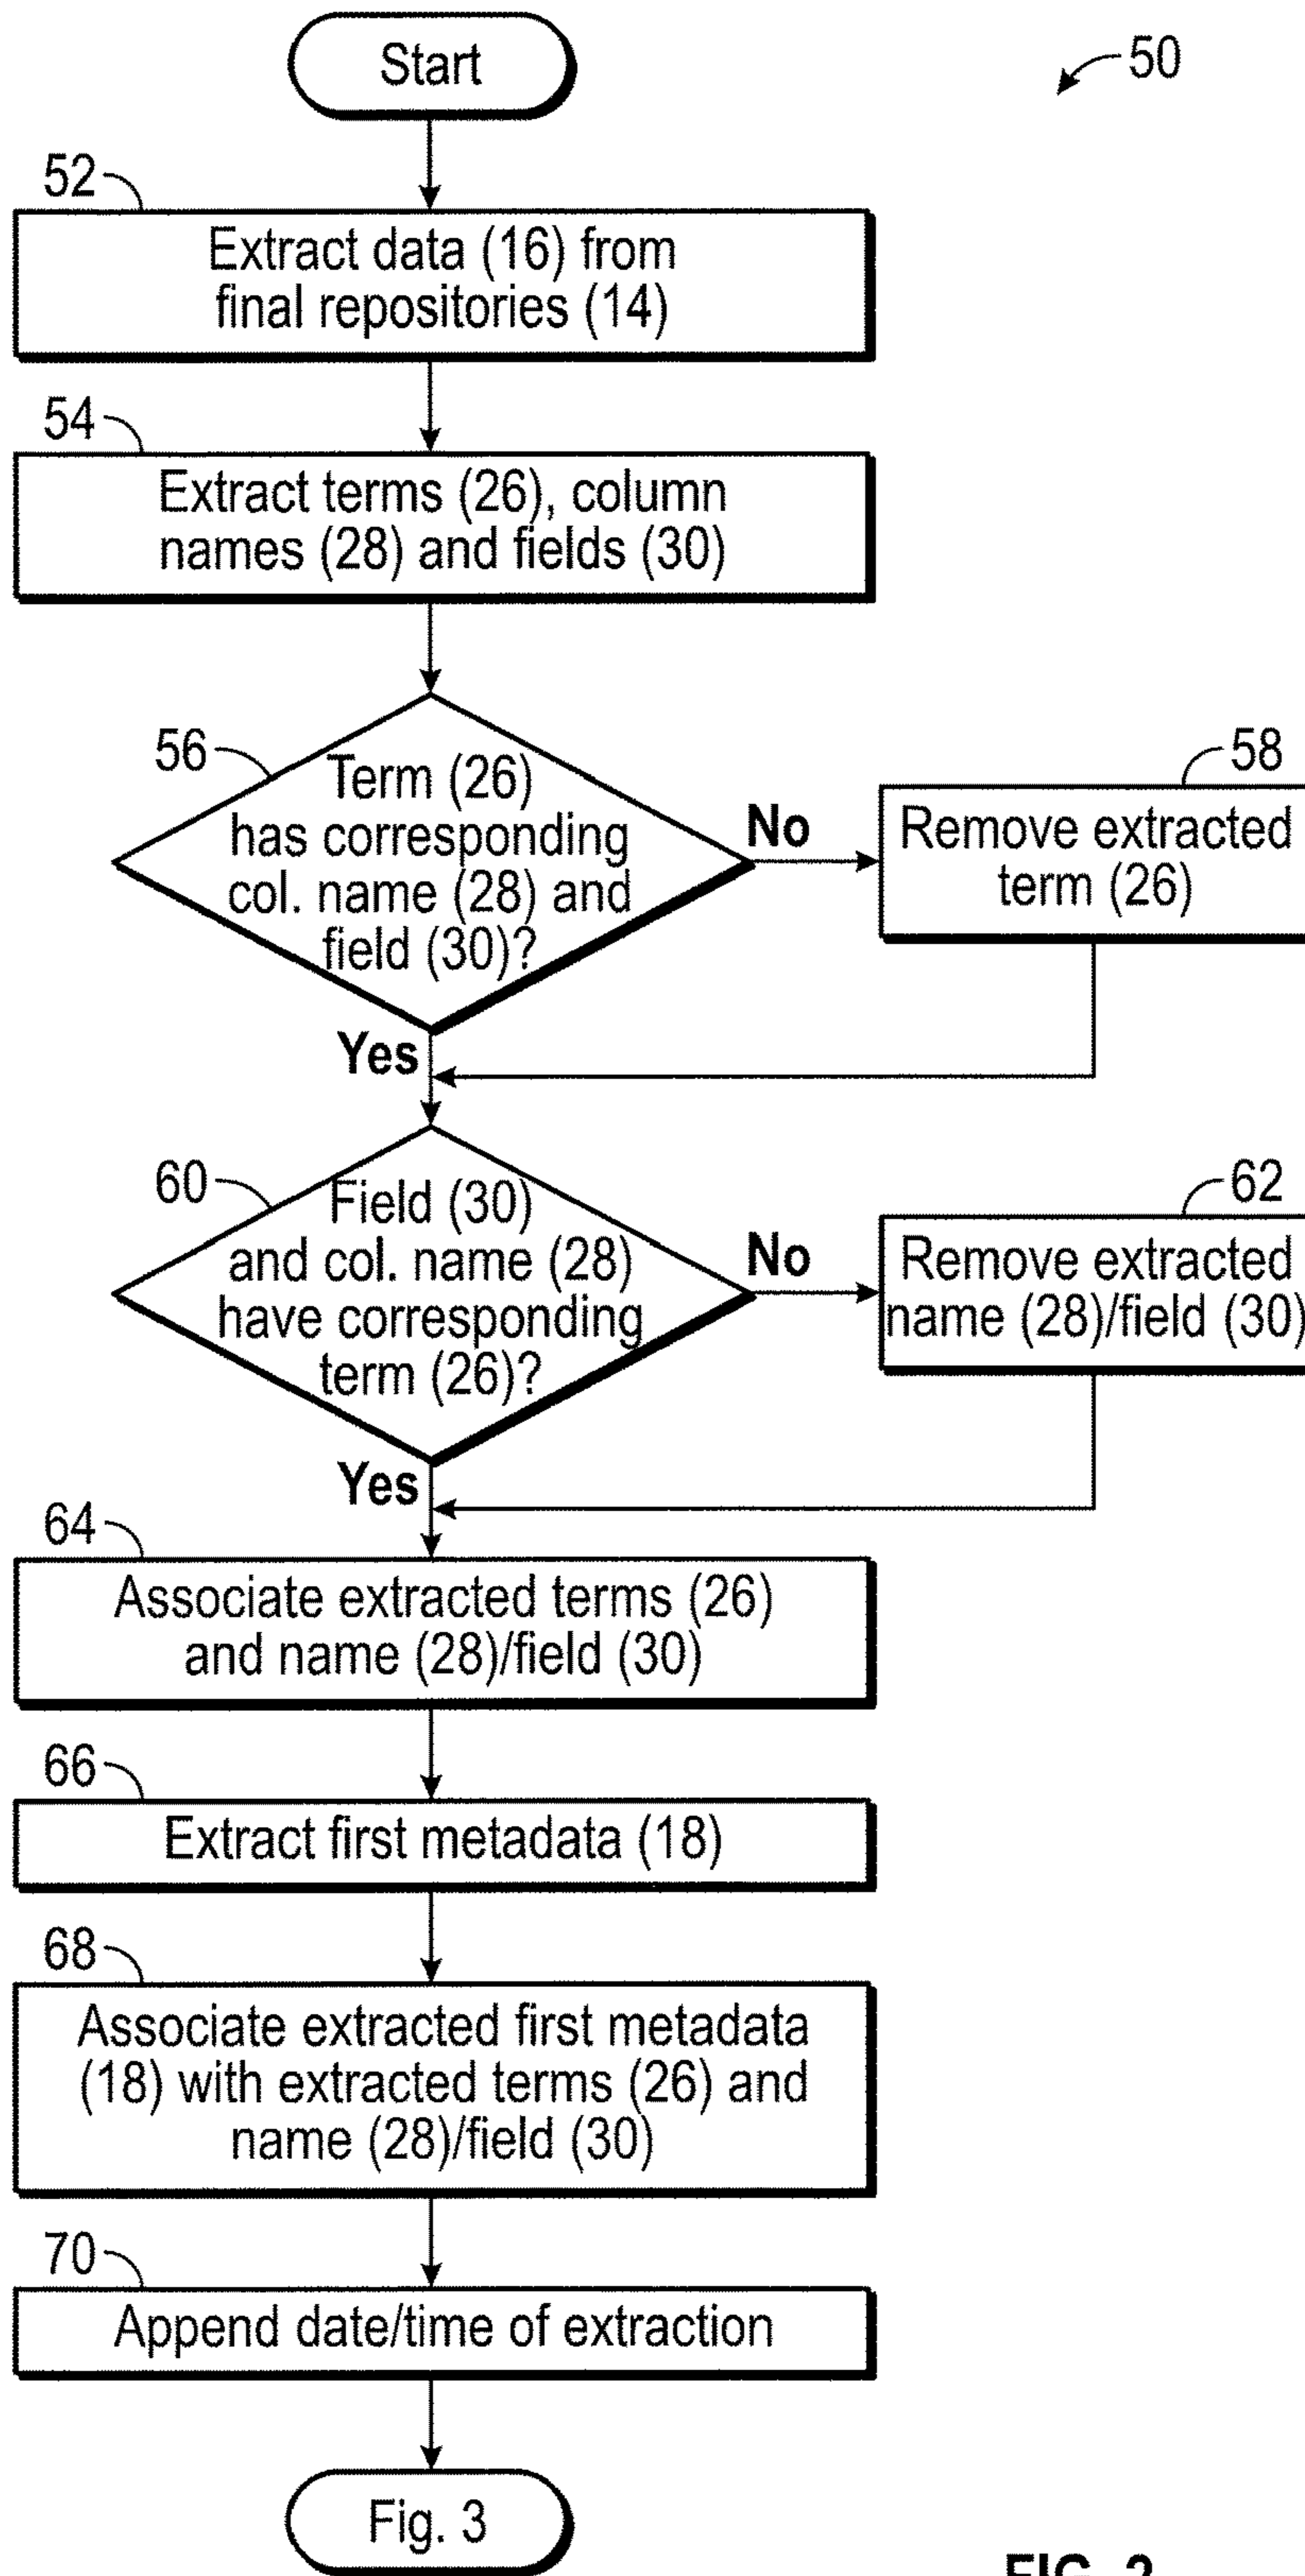 Start
50
52
Extract data (16) from
final repositories (14)
54
Extract terms (26), column
names (28) and fields (30)
56
Term (26)
has corresponding
col. name (28) and
field (30)?
No
58
Remove extracted
term (26)
Yes
60
Field (30)
and col. name (28)
have corresponding
term (26)?
No
62
Remove extracted
name (28)/field (30)
Yes
64
Associate extracted terms (26)
and name (28)/field (30)
66
Extract first metadata (18)
68
Associate extracted first metadata
(18) with extracted terms (26) and
name (28)/field (30)
70
Append date/time of extraction
Fig. 3
FIG. 2